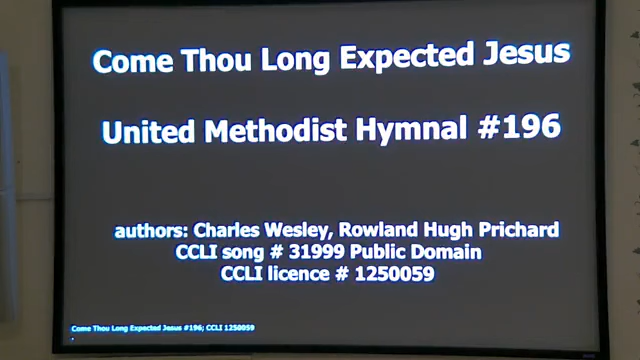 Come Thou Long Expected Jesus
United Methodist Hymnal #196
authors: Charles Wesley, Rowland Hugh Prichard
CCLI song # 31999 Public Domain
CCLI licence # 1250059
Come Thou Long Expected Jesus #196; CCLI 1250059